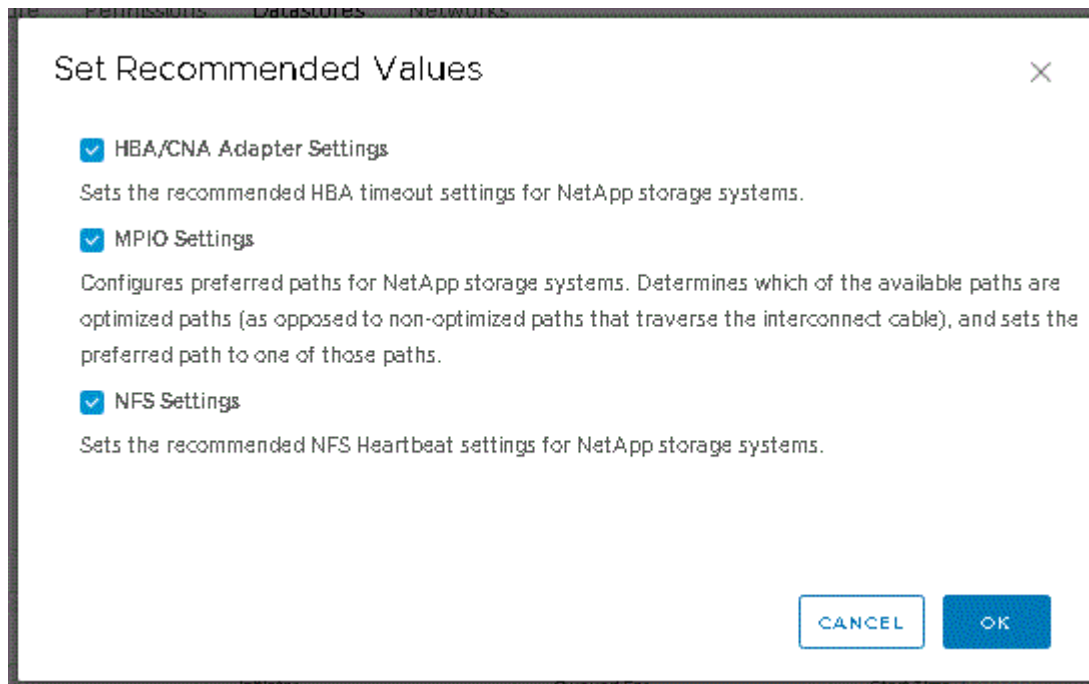 Permissions Datastores Networks
Set Recommended Values
HBA/CNA Adapter Settings
Sets the recommended HBA timeout settings for NetApp storage systems.
MPIO Settings
Configures preferred paths for NetApp storage systems. Determines which of the available paths are
optimized paths (as opposed to non-optimized paths that traverse the interconnect cable), and sets the
preferred path to one of those paths.
NFS Settings
Sets the recommended NFS Heartbeat settings for NetApp storage systems.
CANCEL OK